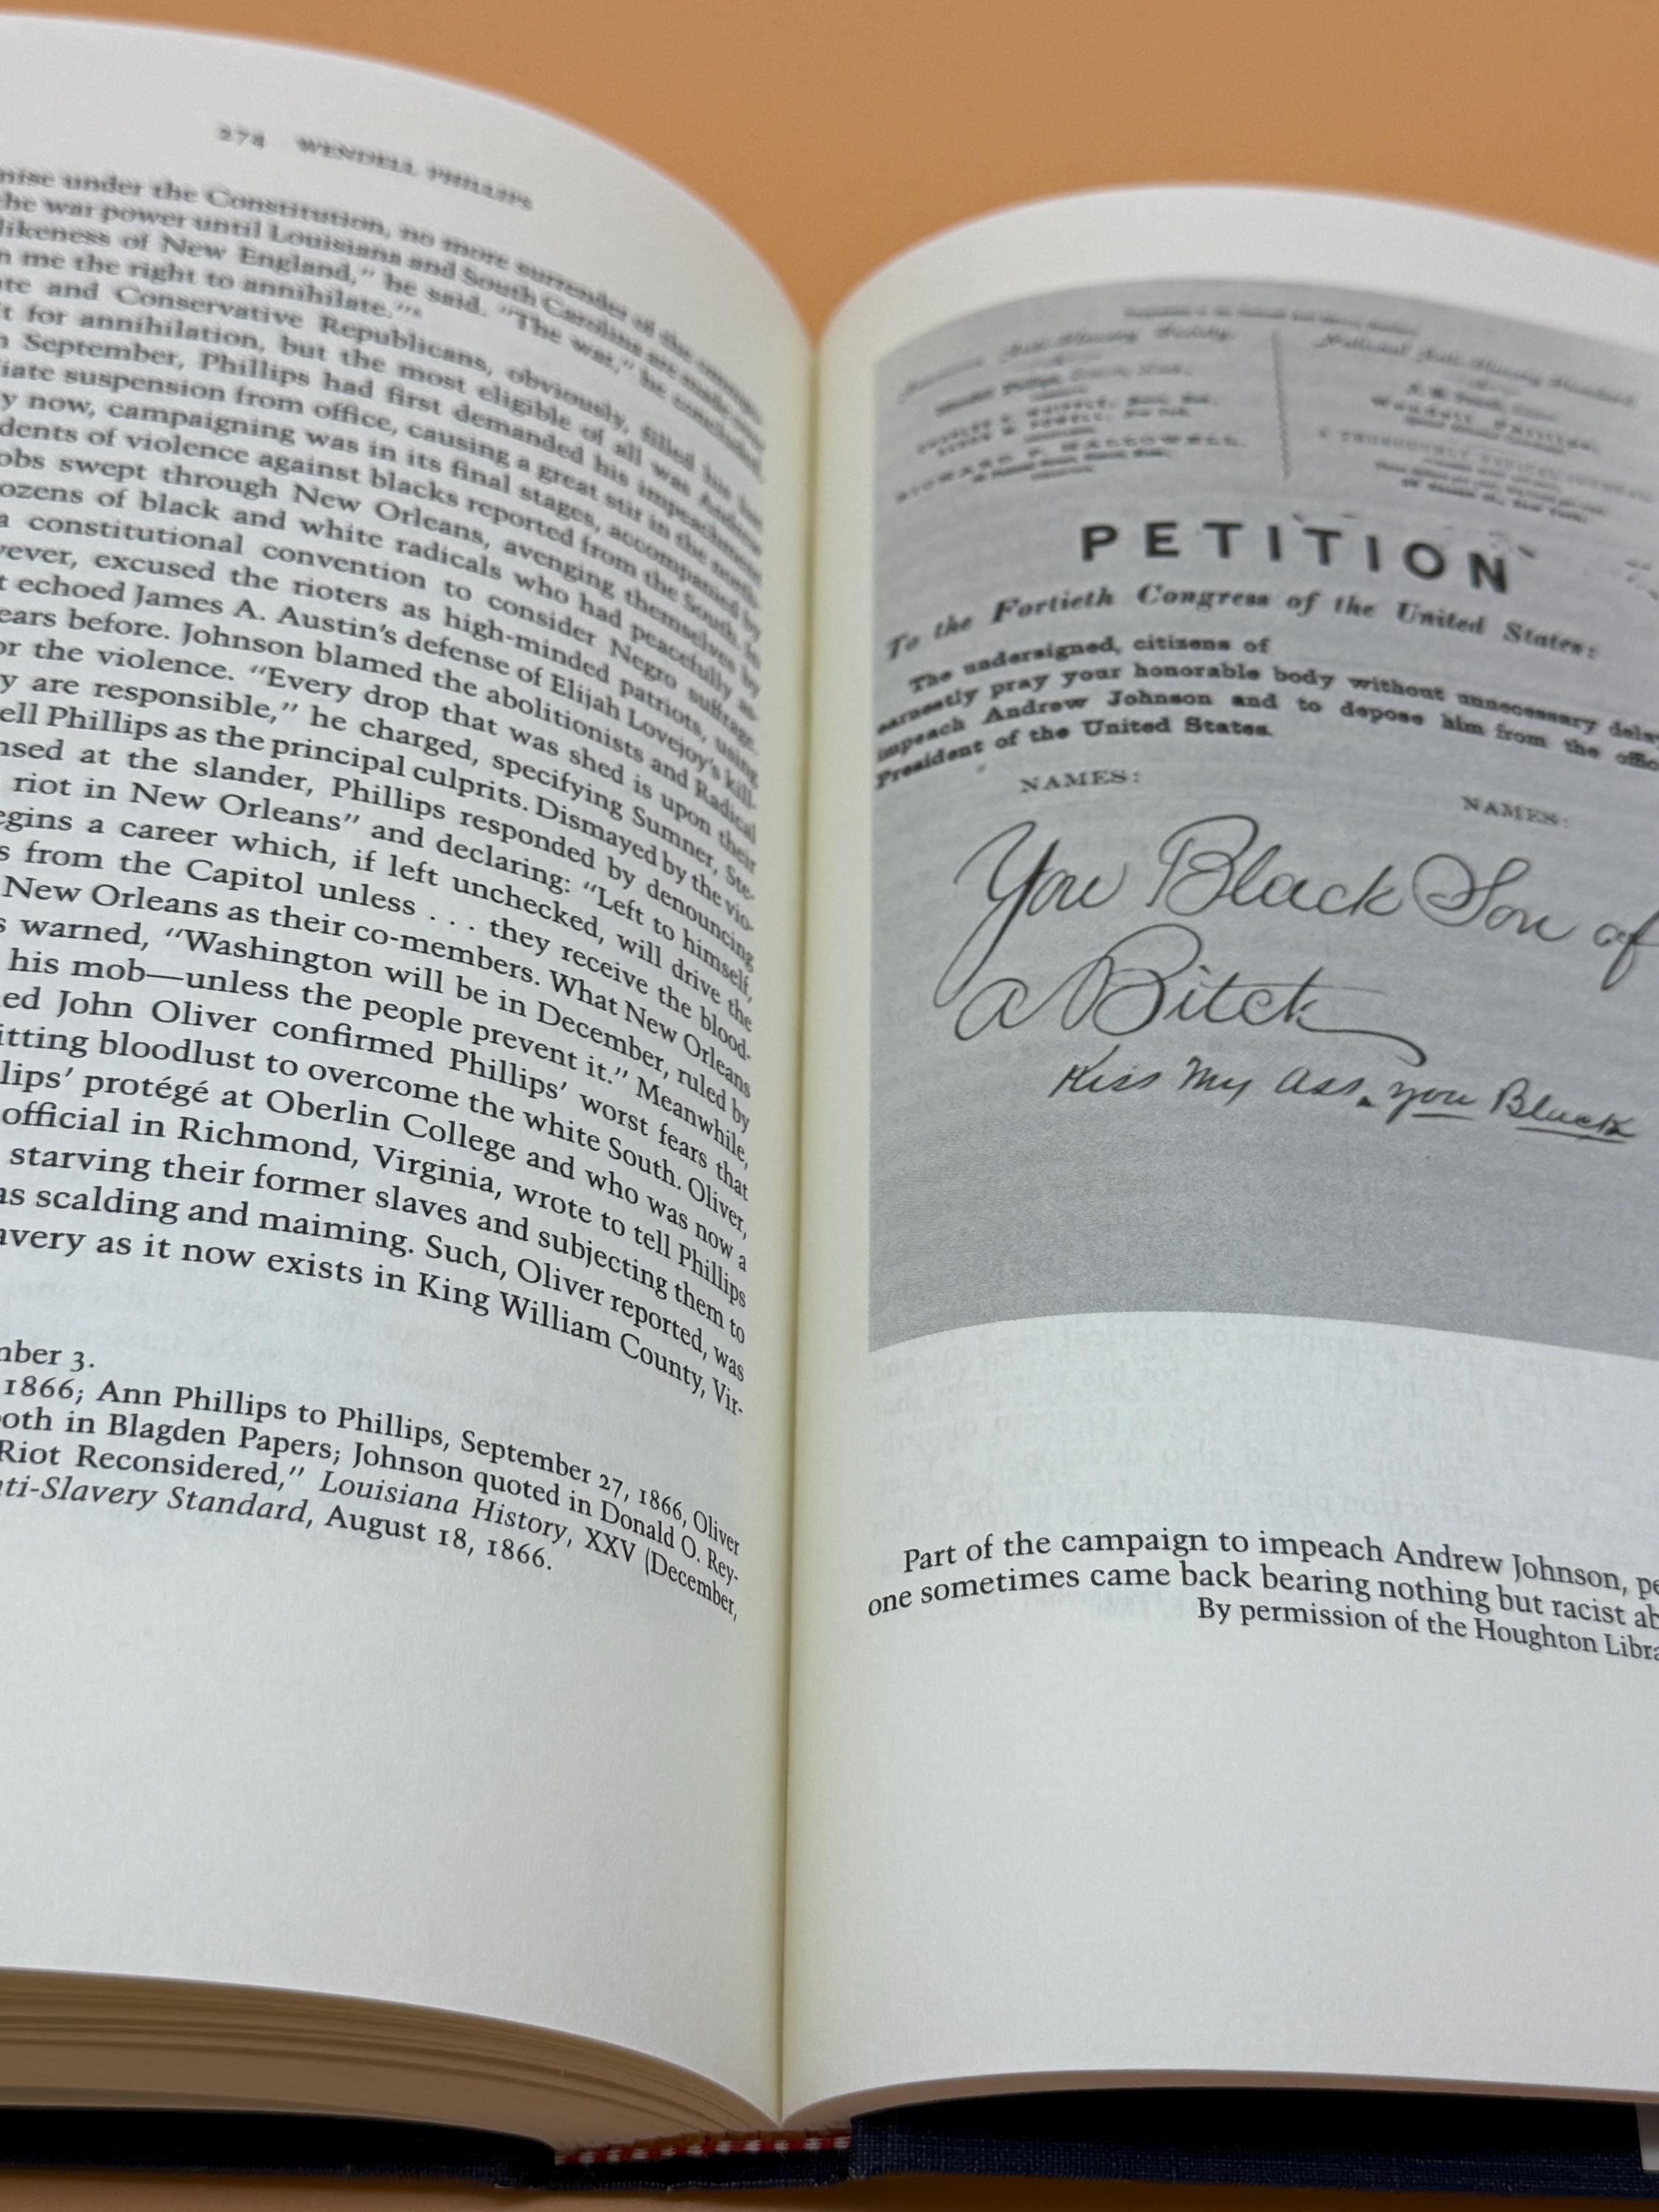 274 WENDELL PHILLIPS
mise under the Constitution, no more surrender of the
the war power until Louisiana and South Carolina are made over
likeness of New England," he said. "The war," he concluded,
n me the right to annihilate."
te and Conservative Republicans, obviously, filled his
t for annihilation, but the most eligible of all was Andrew
n September, Phillips had first demanded his impeachment
iate suspension from office, causing a great stir in the north.
y now, campaigning was in its final stages, accompanied by
dents of violence against blacks reported from the South. In
obs swept through New Orleans, avenging themselves by
ozens of black and white radicals who had peacefully as-
a constitutional convention to consider Negro suffrage.
vever, excused the rioters as high-minded patriots, using
t echoed James A. Austin's defense of Elijah Lovejoy's kill-
ears before. Johnson blamed the abolitionists and Radical
or the violence. "Every drop that was shed is upon their
y are responsible," he charged, specifying Sumner, Ste-
ell Phillips as the principal culprits. Dismayed by the vio-
nsed at the slander, Phillips responded by denouncing
riot in New Orleans" and declaring: "Left to himself,
egins a career which, if left unchecked, will drive the
s from the Capitol unless . . . they receive the blood-
New Orleans as their co-members. What New Orleans
s warned, "Washington will be in December, ruled by
his mob—unless the people prevent it." Meanwhile,
ed John Oliver confirmed Phillips' worst fears that
itting bloodlust to overcome the white South. Oliver,
lips' protégé at Oberlin College and who was now a
official in Richmond, Virginia, wrote to tell Phillips
starving their former slaves and subjecting them to
as scalding and maiming. Such, Oliver reported, was
avery as it now exists in King William County, Vir-
mber 3.
1866; Ann Phillips to Phillips, September 27, 1866, Oliver
ooth in Blagden Papers; Johnson quoted in Donald O. Rey-
Riot Reconsidered," Louisiana History, XXV (December,
nti-Slavery Standard, August 18, 1866.
PETITION
To the Fortieth Congress of the United States:
The undersigned, citizens of
earnestly pray your honorable body without unnecessary delay
impeach Andrew Johnson and to depose him from the offic
President of the United States.
NAMES: NAMES:
You Black Son of
a Bitch
Kiss My Ass, you Black
Part of the campaign to impeach Andrew Johnson, pe
one sometimes came back bearing nothing but racist ab
By permission of the Houghton Libra